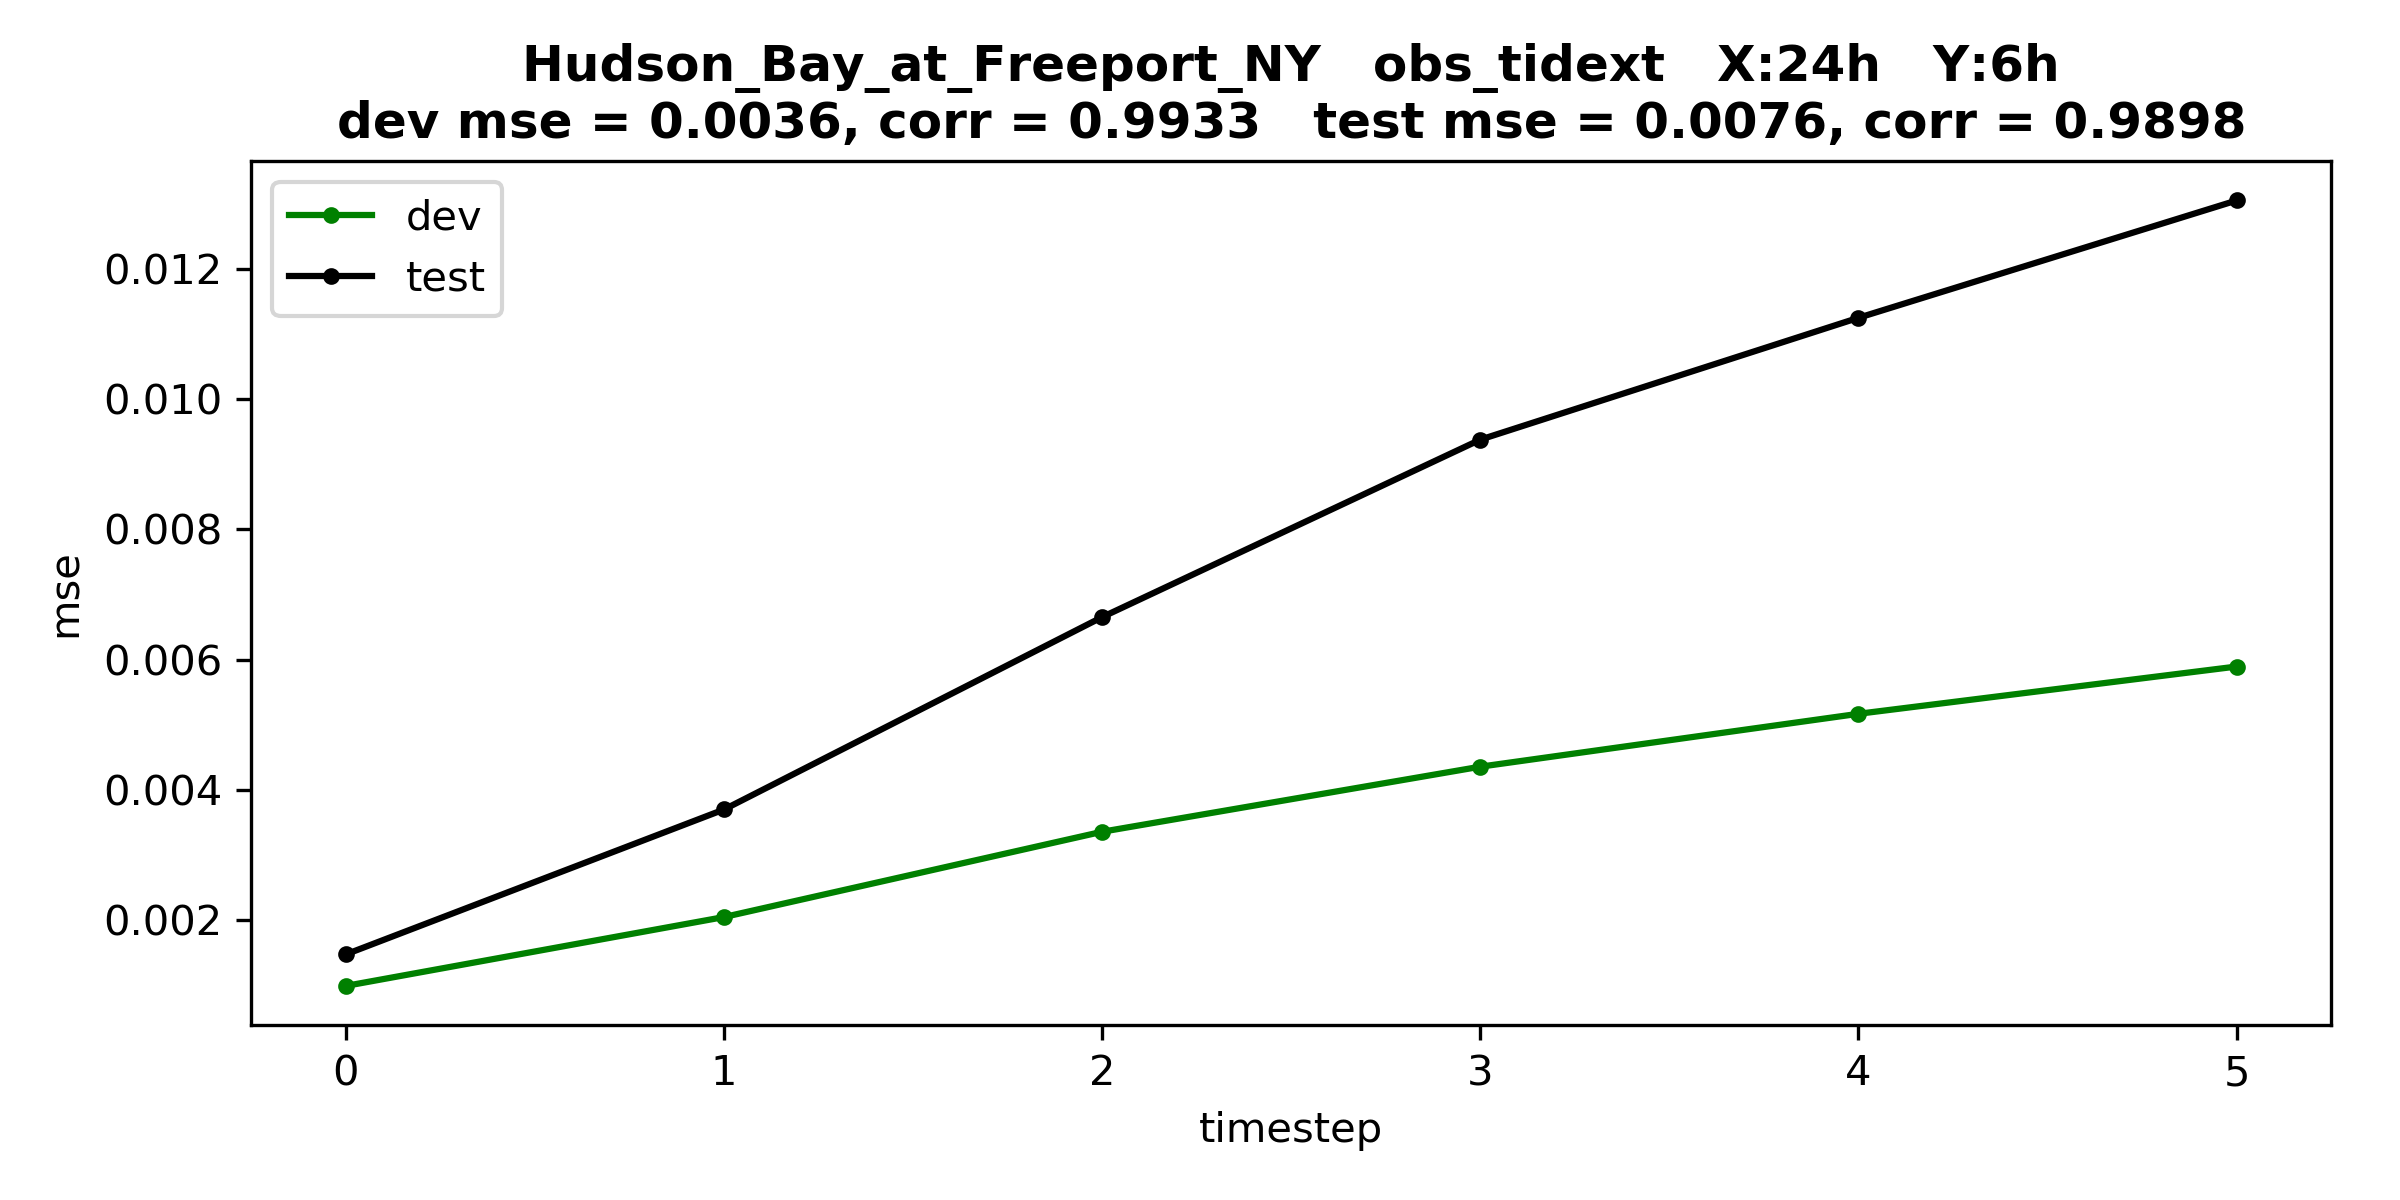 Hudson_Bay_at_Freeport_NY obs_tidext X:24h Y:6h
dev mse = 0.0036, corr = 0.9933 test mse = 0.0076, corr = 0.9898
dev
test
0.012
0.010
0.008
0.006
0.004
0.002
mse
0 1 2 3 4 5
timestep